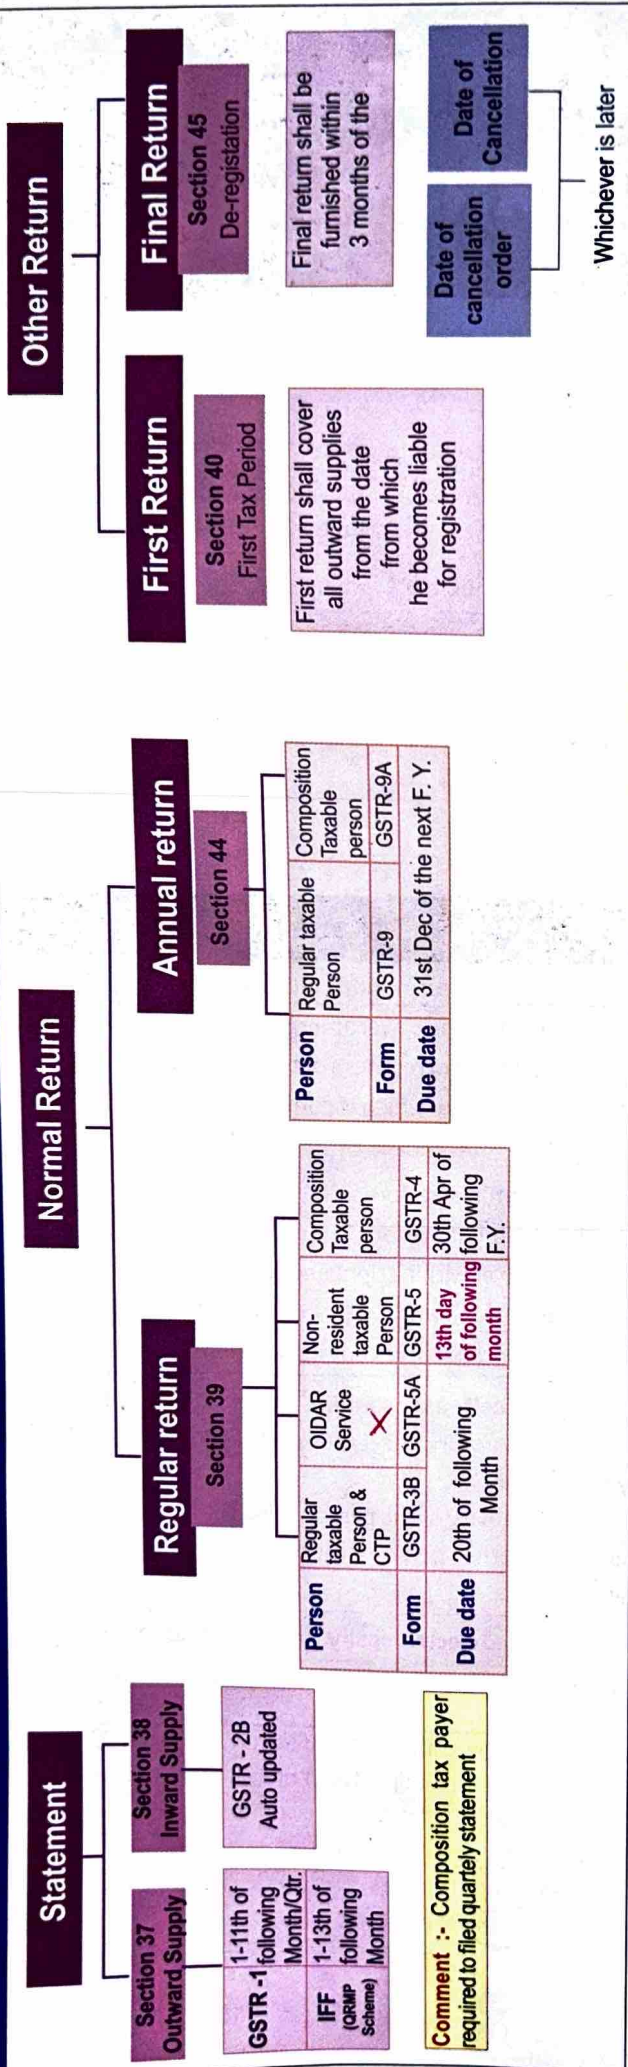 Statement
Section 37
Outward Supply
GSTR -1
1-11th of
following
Month/Qtr.
IFF
(QRMP
Scheme)
1-13th of
following
Month
Section 38
Inward Supply
GSTR - 2B
Auto updated
Comment :- Composition tax payer
required to filed quartely statement
Normal Return
Regular return
Section 39
Person
Regular
taxable
Person &
CTP
OIDAR
Service
Non-
resident
taxable
Person
Composition
Taxable
person
Form
GSTR-3B
GSTR-5A
GSTR-5
GSTR-4
Due date
20th of following
Month
13th day
of following
month
30th Apr of
following
F.Y.
Annual return
Section 44
Person
Regular taxable
Person
Composition
Taxable
person
Form
GSTR-9
GSTR-9A
Due date
31st Dec of the next F. Y.
Other Return
First Return
Section 40
First Tax Period
First return shall cover
all outward supplies
from the date
from which
he becomes liable
for registration
Final Return
Section 45
De-registation
Final return shall be
furnished within
3 months of the
Date of
cancellation
order
Date of
Cancellation
Whichever is later